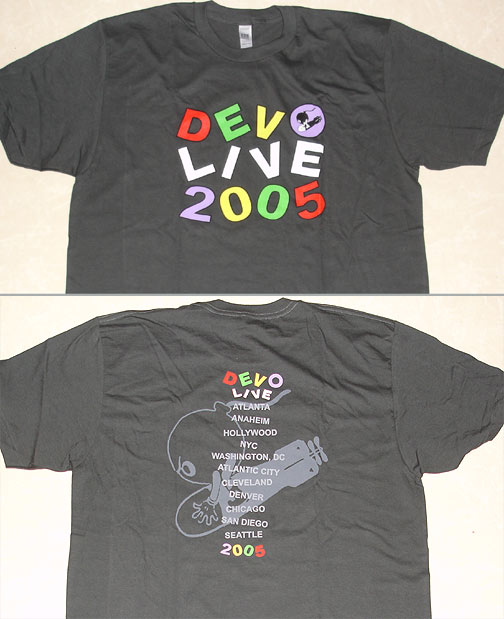 DEVO
LIVE
2005
DEVO
LIVE
ATLANTA
ANAHEIM
HOLLYWOOD
NYC
WASHINGTON, DC
ATLANTIC CITY
CLEVELAND
DENVER
CHICAGO
SAN DIEGO
SEATTLE
2005